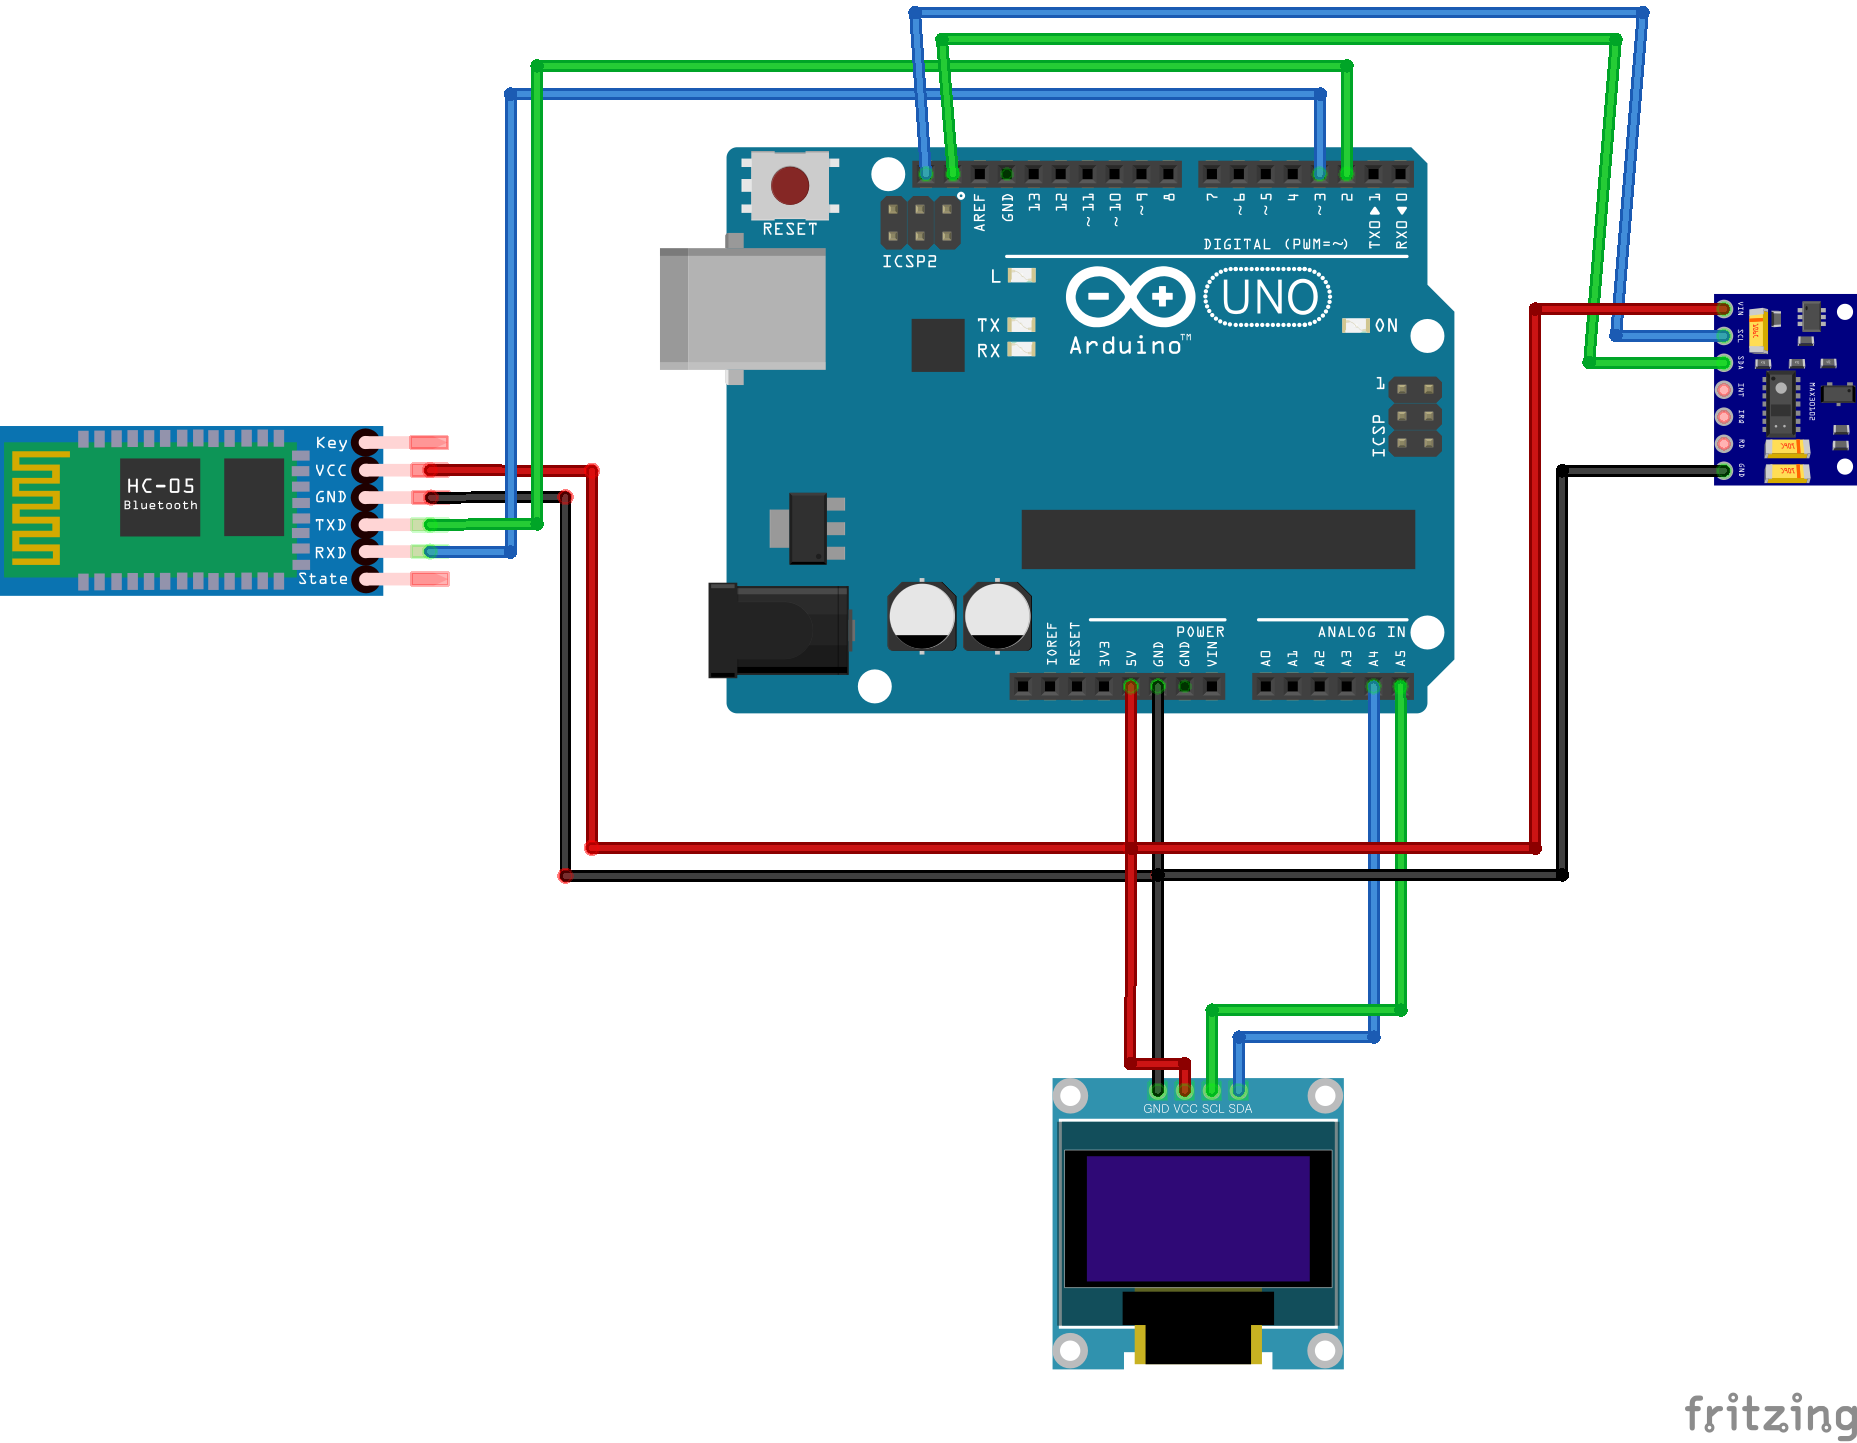 RESET
ICSP2
AREF
GND
13
12
~11
~10
~9
8
7
~6
~5
4
~3
2
TX0▶1
RX0◀0
DIGITAL (PWM=~)
L
TX
RX
UNO
Arduino™
ON
1
ICSP
Key
VCC
GND
TXD
RXD
State
HC-05
Bluetooth
VIN
SCL
SDA
INT
IRQ
RD
GND
MAX30102
IOREF
RESET
3V3
5V
GND
GND
VIN
POWER
ANALOG IN
A0
A1
A2
A3
A4
A5
GND VCC SCL SDA
fritzing